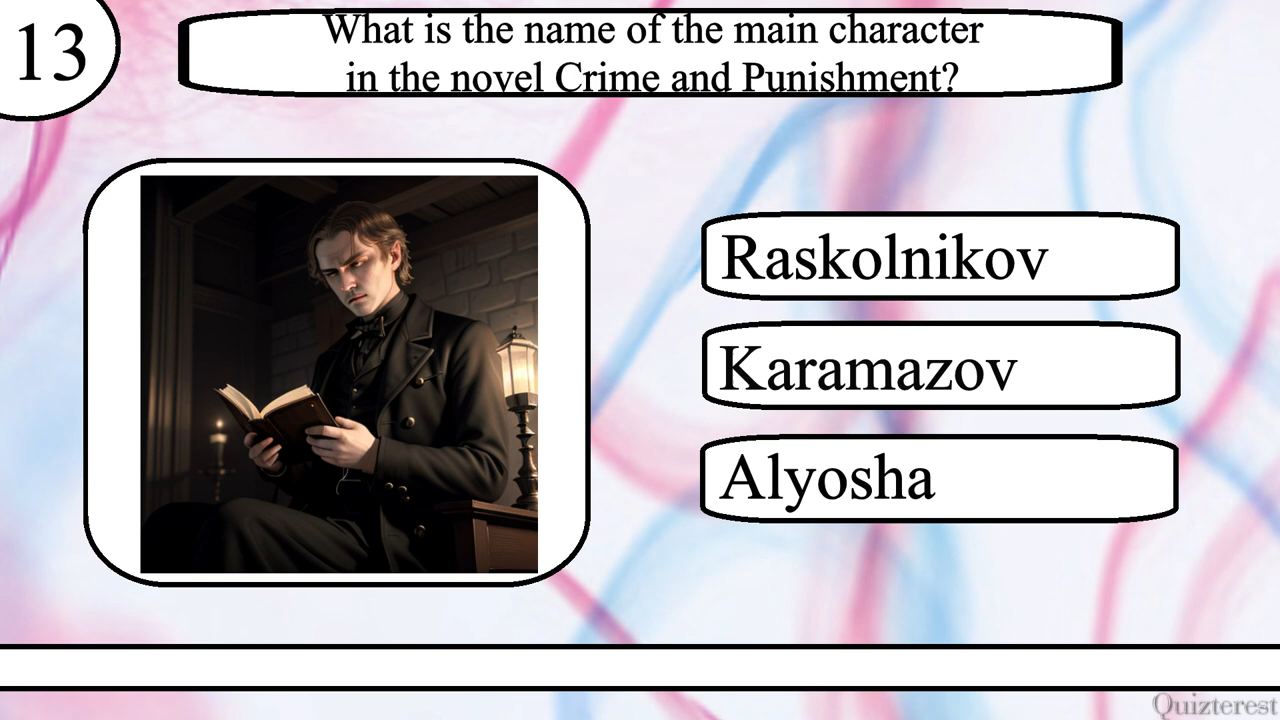 13
What is the name of the main character
in the novel Crime and Punishment?
Raskolnikov
Karamazov
Alyosha
Quizterest